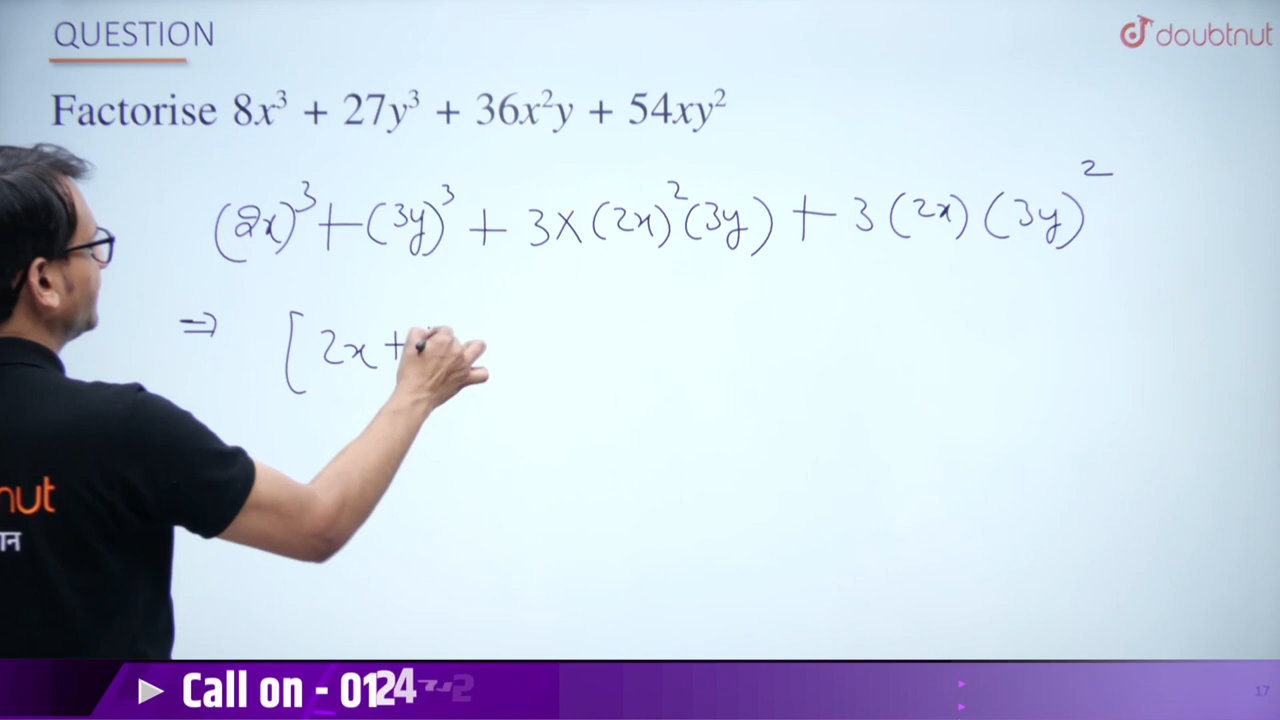 QUESTION
doubtnut
Factorise 8x³ + 27y³ + 36x²y + 54xy²
(2x)³ + (3y)³ + 3 × (2x)² (3y) + 3 (2x) (3y)²
⇒ [ 2x +
nut
ान
Call on - 0124
17